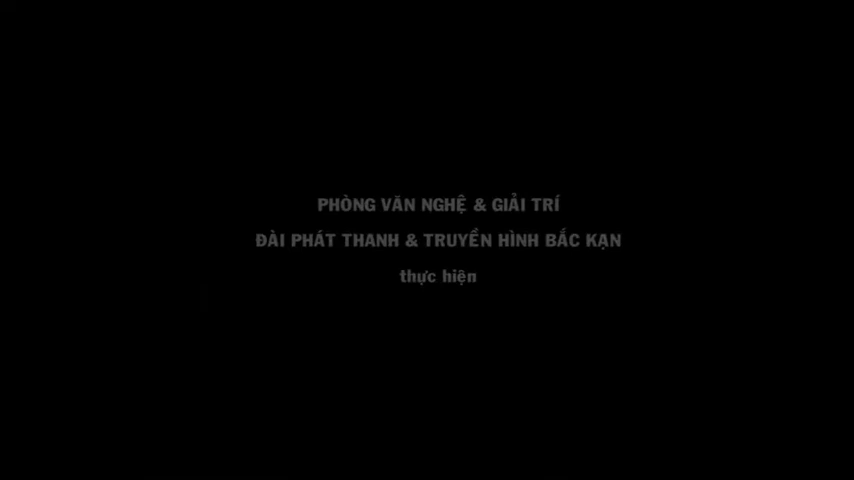 PHÒNG VĂN NGHỆ & GIẢI TRÍ
ĐÀI PHÁT THANH & TRUYỀN HÌNH BẮC KẠN
thực hiện